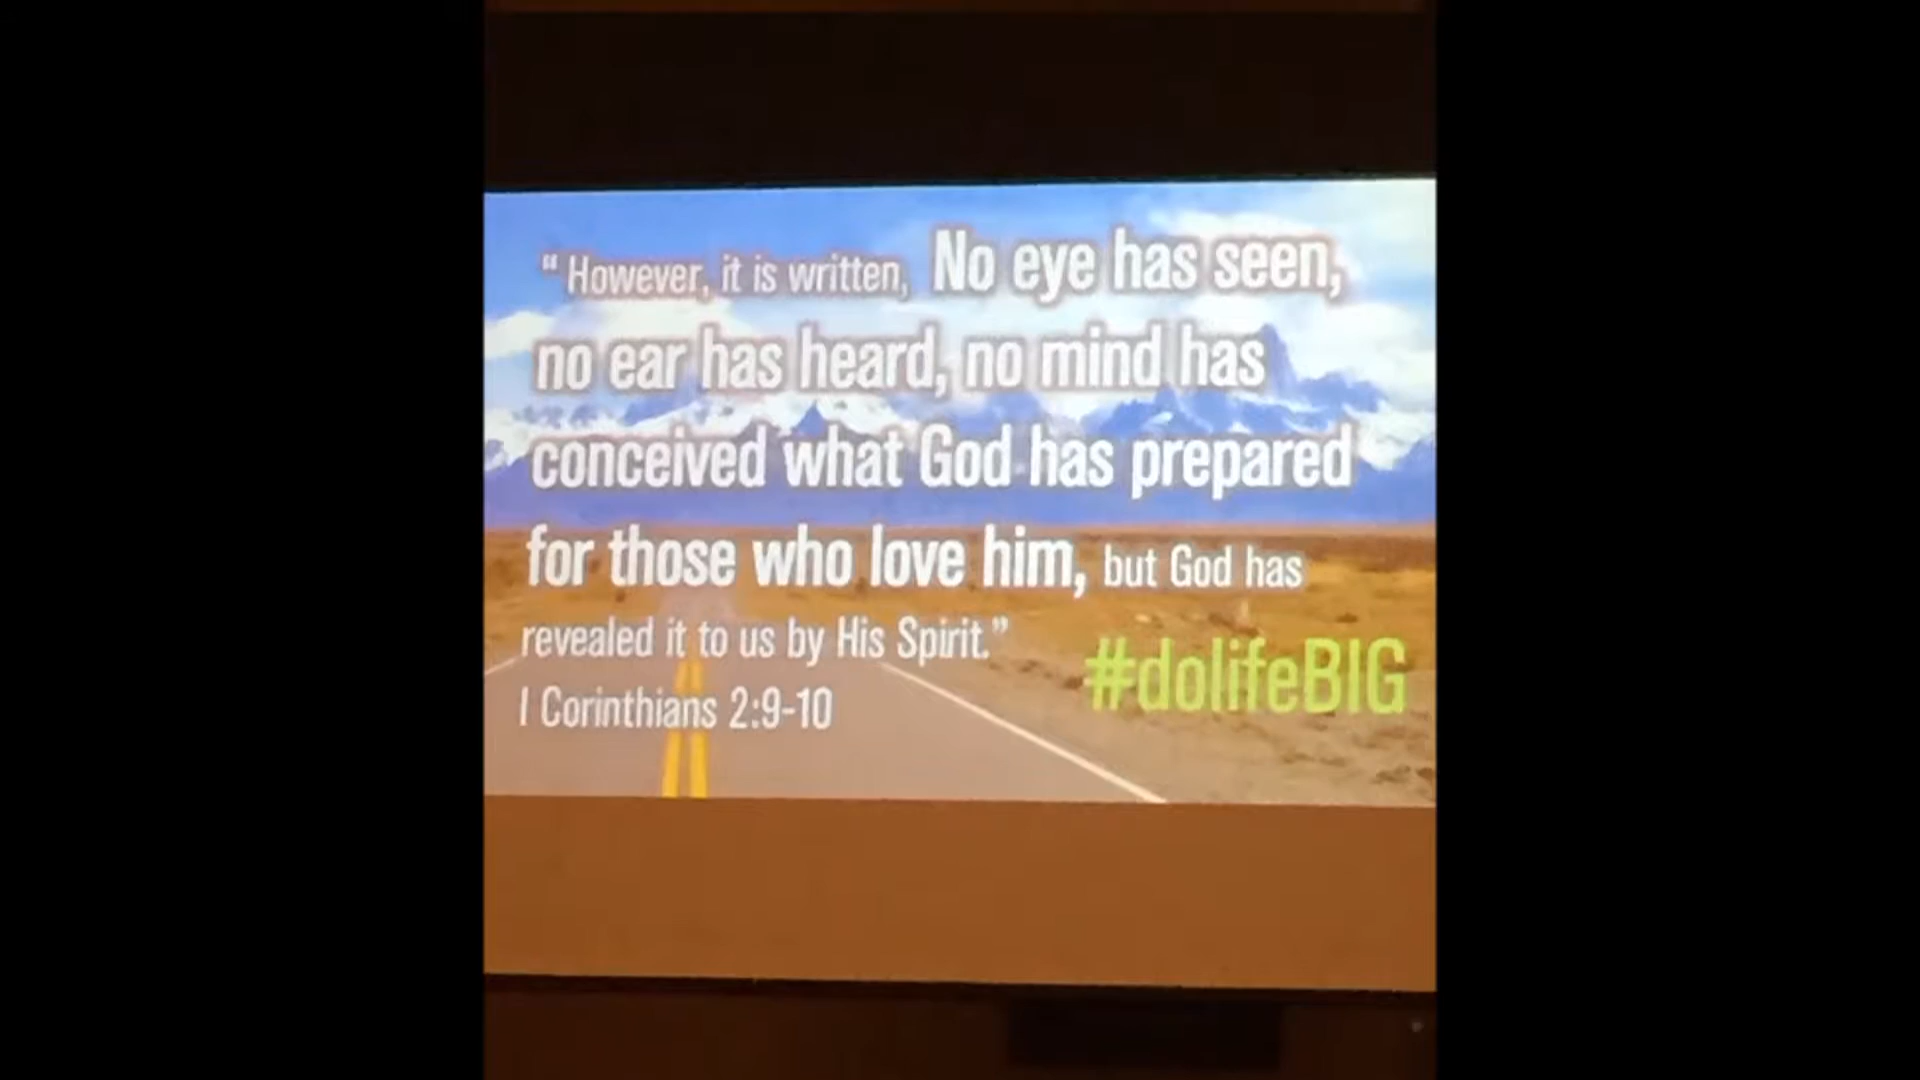 “ However, it is written, No eye has seen,
no ear has heard, no mind has
conceived what God has prepared
for those who love him, but God has
revealed it to us by His Spirit.”
I Corinthians 2:9-10
#dolifeBIG